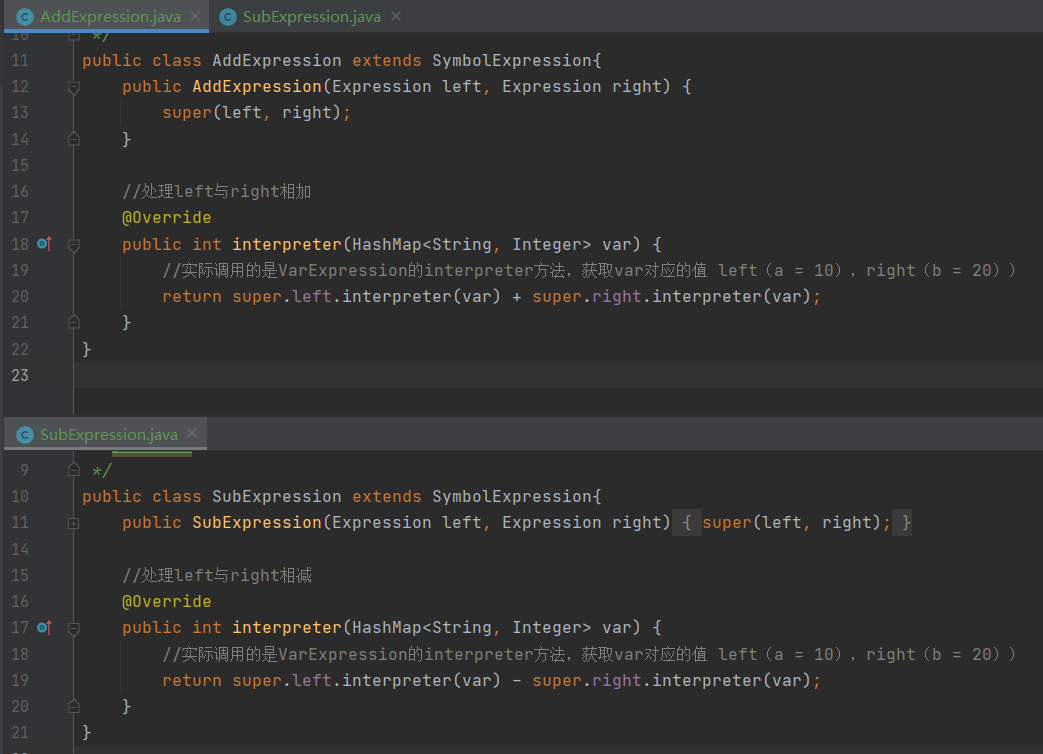 AddExpression.java
SubExpression.java
10 */
11 public class AddExpression extends SymbolExpression{
12 public AddExpression(Expression left, Expression right) {
13 super(left, right);
14 }
15
16 //处理left与right相加
17 @Override
18 public int interpreter(HashMap<String, Integer> var) {
19 //实际调用的是VarExpression的interpreter方法，获取var对应的值 left（a = 10），right（b = 20））
20 return super.left.interpreter(var) + super.right.interpreter(var);
21 }
22 }
23
SubExpression.java
9 */
10 public class SubExpression extends SymbolExpression{
11 public SubExpression(Expression left, Expression right) { super(left, right); }
14
15 //处理left与right相减
16 @Override
17 public int interpreter(HashMap<String, Integer> var) {
18 //实际调用的是VarExpression的interpreter方法，获取var对应的值 left（a = 10），right（b = 20））
19 return super.left.interpreter(var) - super.right.interpreter(var);
20 }
21 }